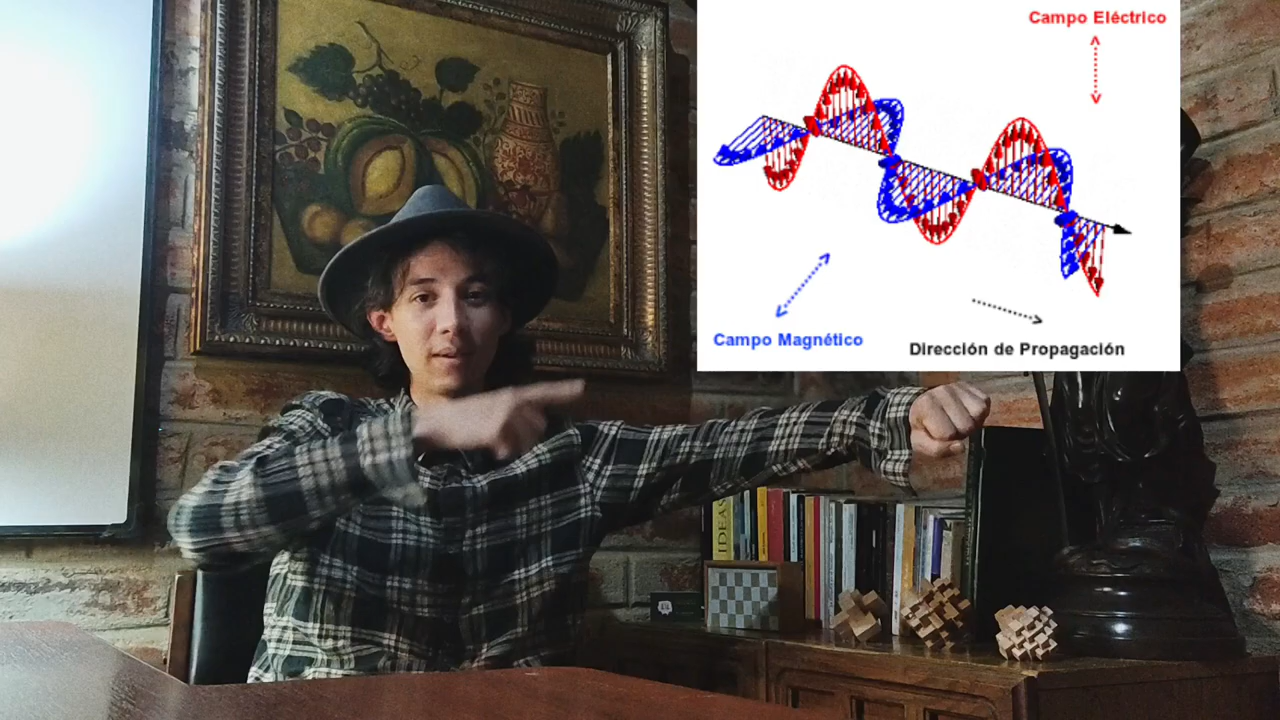 Campo Eléctrico
Campo Magnético
Dirección de Propagación
IDEAS